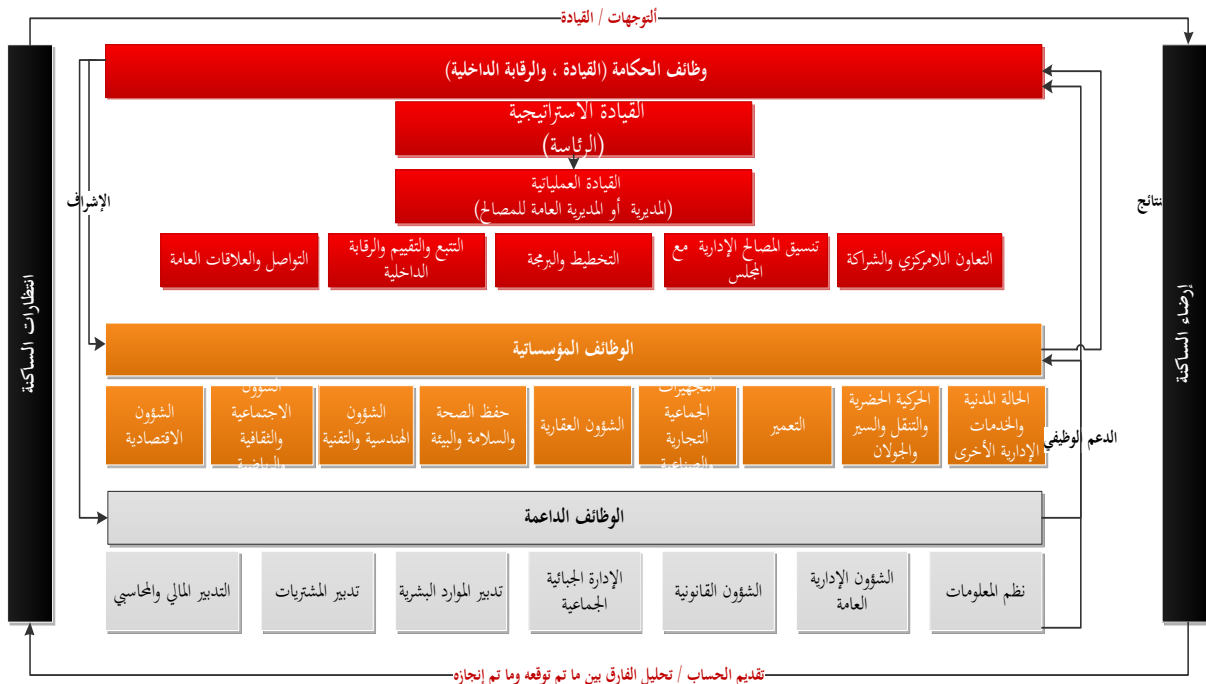 ألتوجهات / القيادة
وظائف الحكامة (القيادة ، والرقابة الداخلية)
القيادة الاستراتيجية
(الرئاسة)
القيادة العملياتية
(المديرية أو المديرية العامة للمصالح)
الإشراف
نتائج
التعاون اللامركزي والشراكة
تنسيق المصالح الإدارية مع
المجلس
التخطيط والبرمجة
التتبع والتقييم والرقابة
الداخلية
التواصل والعلاقات العامة
إرضاء الساكنة
انتظارات الساكنة
الوظائف المؤسساتية
الحالة المدنية
والخدمات
الإدارية الأخرى
الحركية الحضرية
والتنقل والسير
والجولان
التعمير
التجهيزات
الجماعية
التجارية
والصناعية
الشؤون العقارية
حفظ الصحة
والسلامة والبيئة
الشؤون
الهندسية والتقنية
الشؤون
الاجتماعية
والثقافية
والرياضية
الشؤون
الاقتصادية
الدعم الوظيفي
الوظائف الداعمة
نظم المعلومات
الشؤون الإدارية
العامة
الشؤون القانونية
الإدارة الجبائية
الجماعية
تدبير الموارد البشرية
تدبير المشتريات
التدبير المالي والمحاسبي
تقديم الحساب / تحليل الفارق بين ما تم توقعه وما تم إنجازه